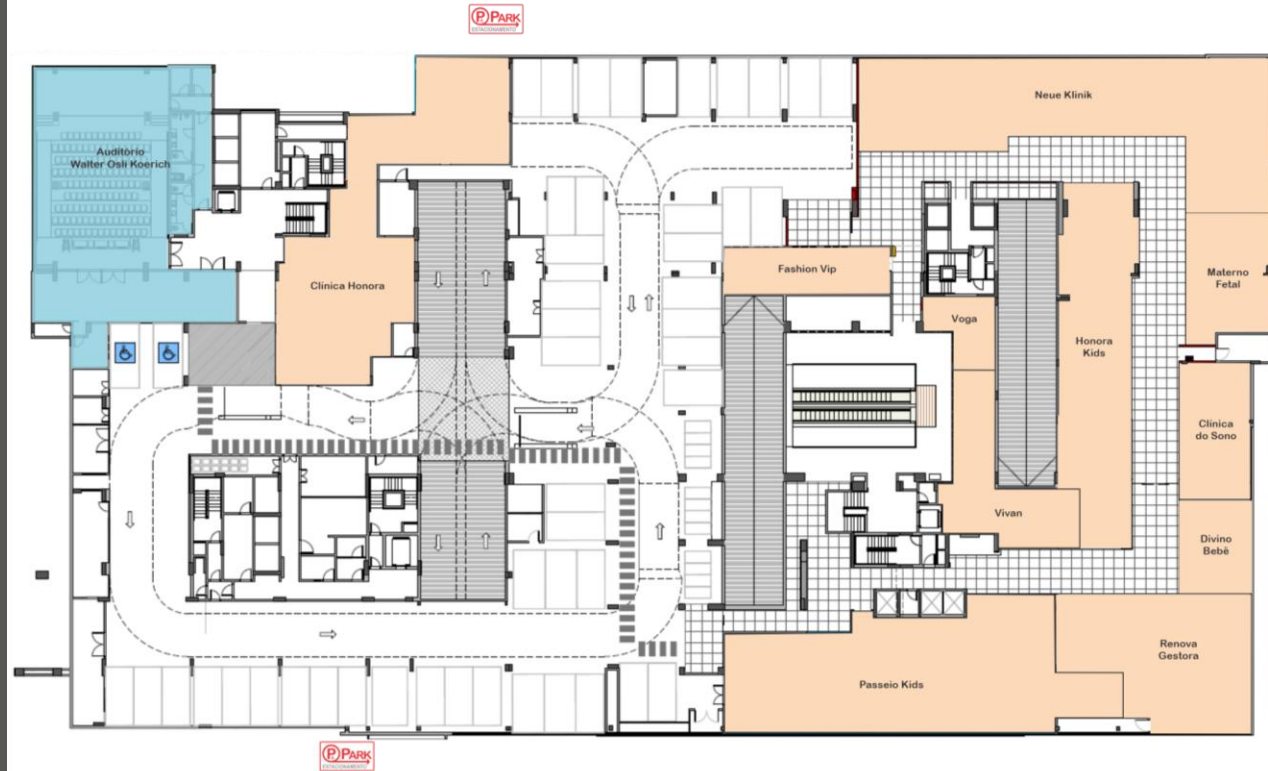 PARK
ESTACIONAMENTO
Neue Klinik
Auditório
Walter Osli Koerich
Fashion Vip
Materno
Fetal
Clínica Honora
Voga
Honora
Kids
Clínica
do Sono
Vivan
Divino
Bebê
Renova
Gestora
Passeio Kids
PARK
ESTACIONAMENTO